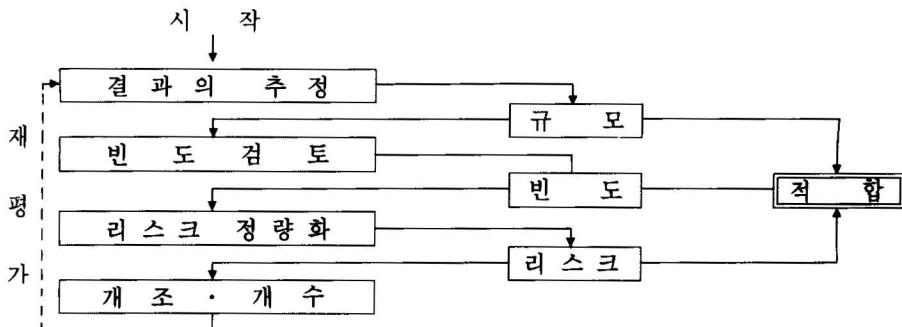 시 작
결 과 의 추 정
규 모
재
빈 도 검 토
적 합
빈 도
평
리 스 크 정 량 화
리 스 크
가
개 조 · 개 수